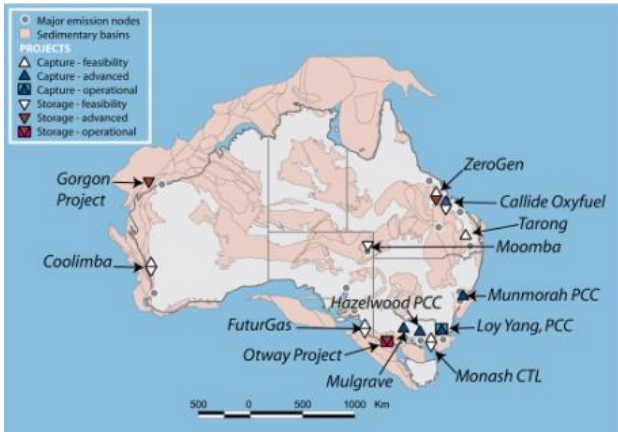 Major emission nodes
Sedimentary basins
PROJECTS
Capture - feasibility
Capture - advanced
Capture - operational
Storage - feasibility
Storage - advanced
Storage - operational
ZeroGen
Gorgon
Project
Callide Oxyfuel
Tarong
Moomba
Coolimba
Munmorah PCC
Hazelwood PCC
FuturGas
Loy Yang, PCC
Otway Project
Mulgrave
Monash CTL
500 0 500 1000 Km